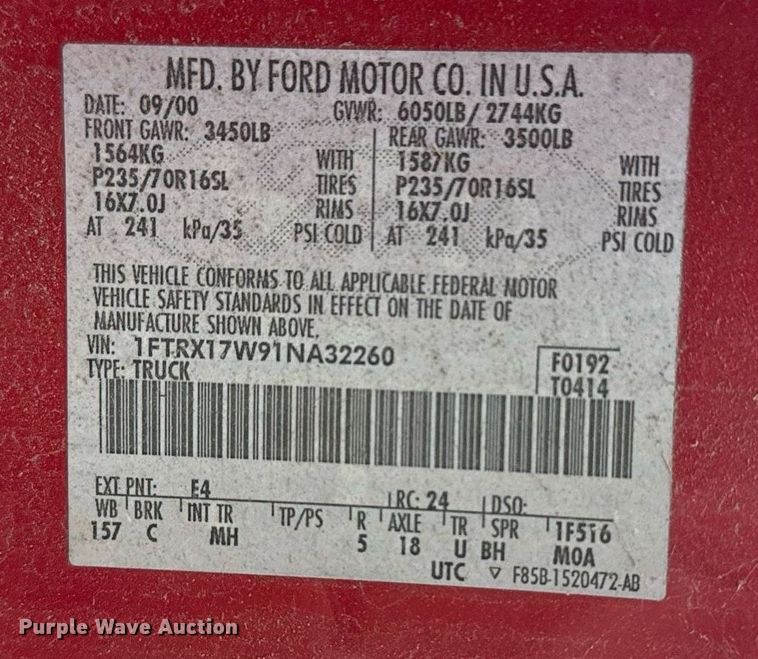 MFD. BY FORD MOTOR CO. IN U.S.A.
DATE: 09/00 GVWR: 6050LB/ 2744KG
FRONT GAWR: 3450LB REAR GAWR: 3500LB
1564KG WITH 1587KG WITH
P235/70R16SL TIRES P235/70R16SL TIRES
16X7.0J RIMS 16X7.0J RIMS
AT 241 kPa/35 PSI COLD AT 241 kPa/35 PSI COLD
THIS VEHICLE CONFORMS TO ALL APPLICABLE FEDERAL MOTOR
VEHICLE SAFETY STANDARDS IN EFFECT ON THE DATE OF
MANUFACTURE SHOWN ABOVE.
VIN: 1FTRX17W91NA32260 F0192
TYPE: TRUCK T0414
EXT PNT: E4 RC: 24 DSO:
WB BRK INT TR TP/PS R AXLE TR SPR 1F516
157 C MH 5 18 U BH MOA
UTC ▽ F85B-1520472-AB
Purple Wave Auction